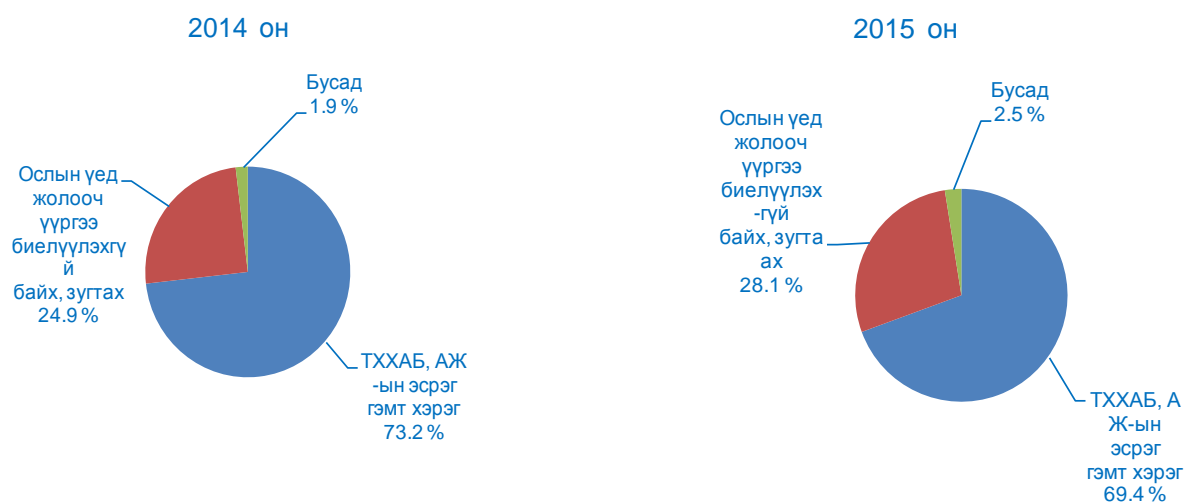 2014 он
Бусад
1.9 %
Ослын үед
жолооч
үүргээ
биелүүлэхгү
й
байх, зугтах
24.9 %
ТХХАБ, АЖ
-ын эсрэг
гэмт хэрэг
73.2 %
2015 он
Бусад
2.5 %
Ослын үед
жолооч
үүргээ
биелүүлэх
-гүй
байх, зугта
ах
28.1 %
ТХХАБ, А
Ж-ын
эсрэг
гэмт хэрэг
69.4 %